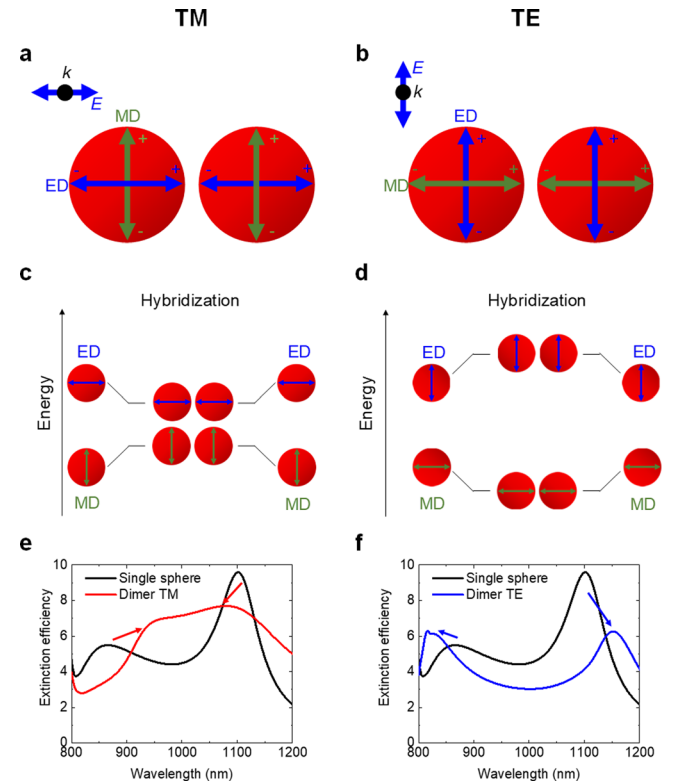 TM
TE
a
k
E
MD
+
ED
-
+
-
+
-
b
E
k
ED
+
MD
-
+
-
+
-
c
Hybridization
Energy
ED
ED
MD
MD
d
Hybridization
Energy
ED
ED
MD
MD
e
Extinction efficiency
10
8
6
4
2
0
Single sphere
Dimer TM
800 900 1000 1100 1200
Wavelength (nm)
f
Extinction efficiency
10
8
6
4
2
0
Single sphere
Dimer TE
800 900 1000 1100 1200
Wavelength (nm)